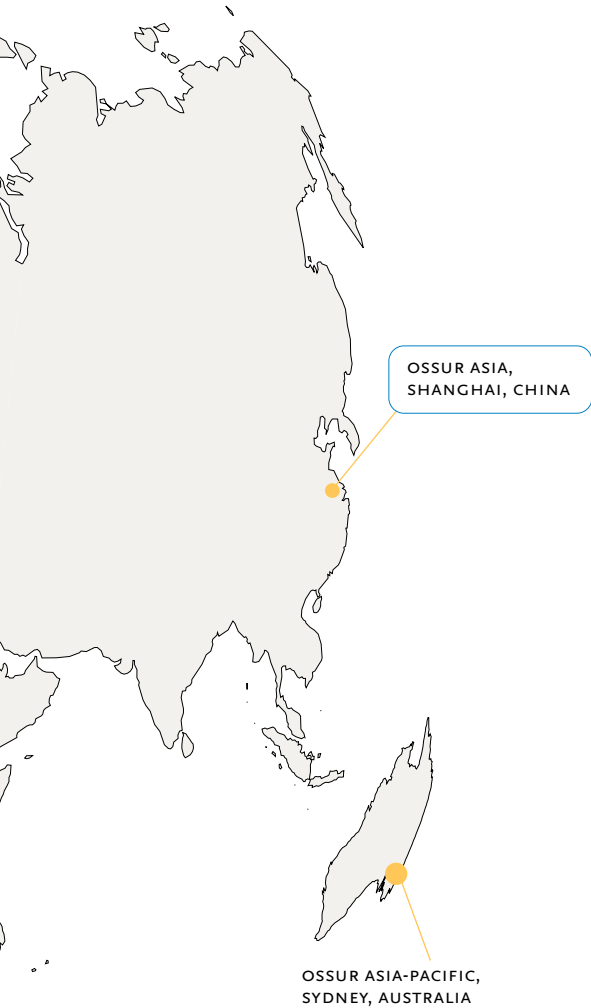 OSSUR ASIA,
SHANGHAI, CHINA
OSSUR ASIA-PACIFIC,
SYDNEY, AUSTRALIA